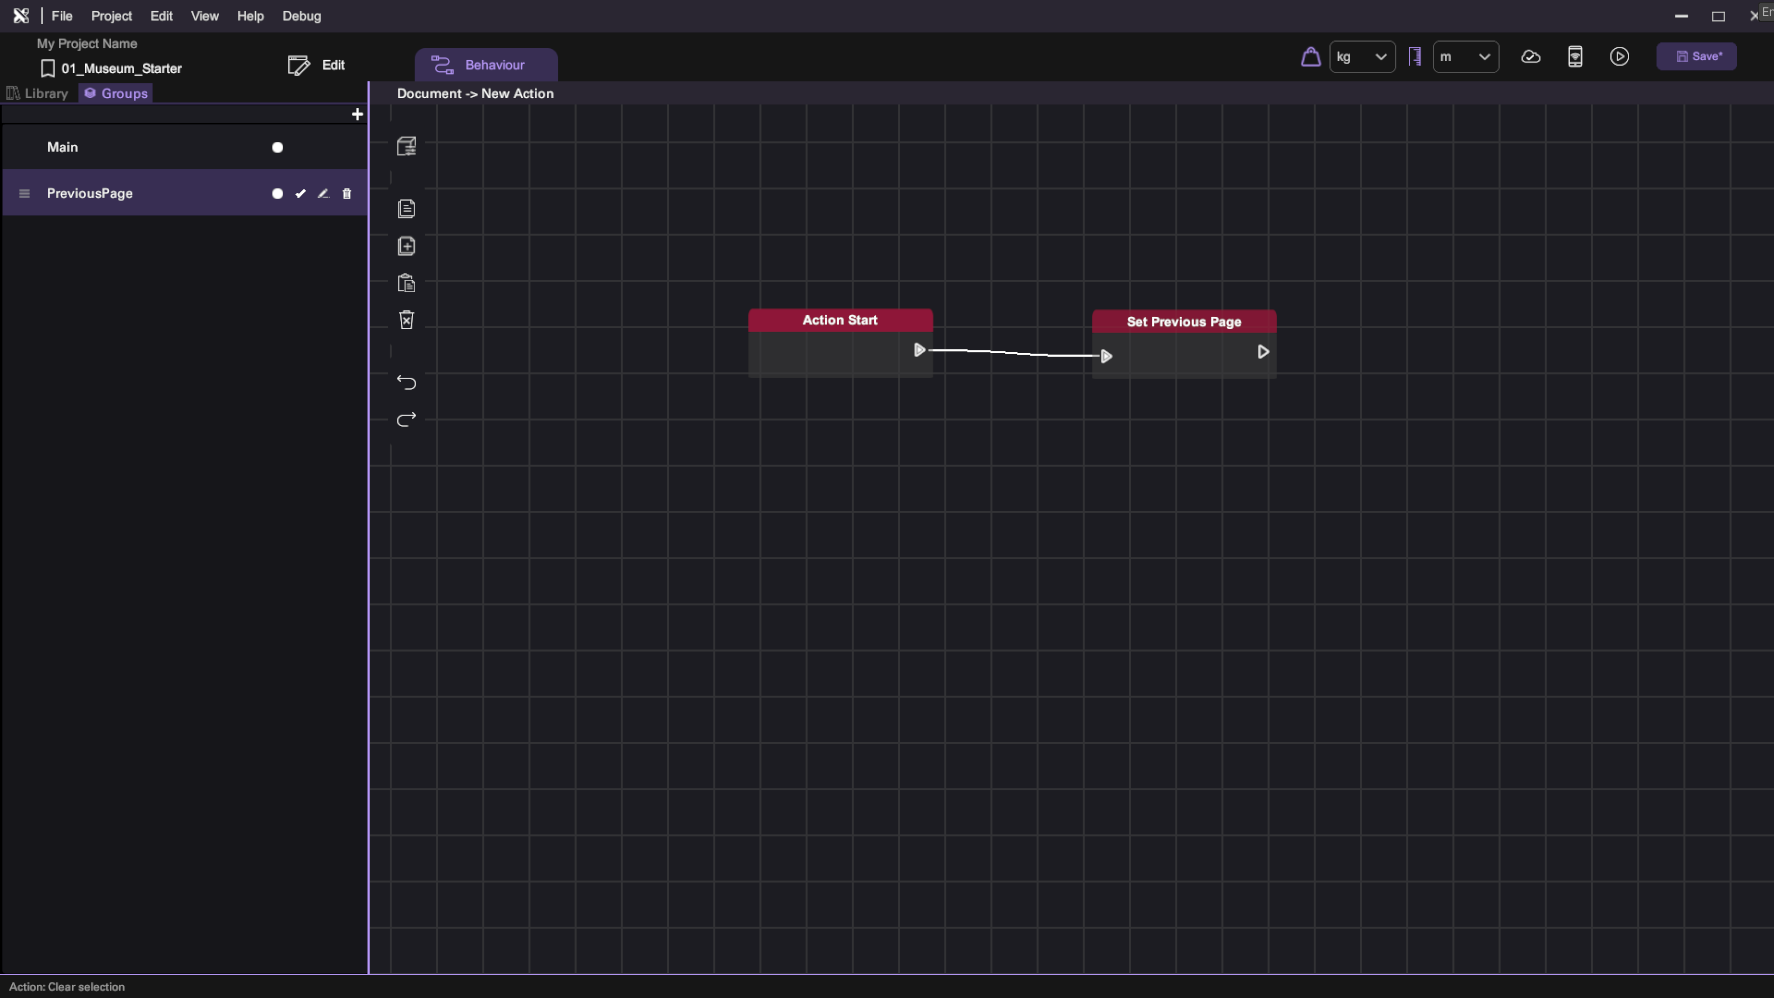 File Project Edit View Help Debug
En
My Project Name
01_Museum_Starter
Edit
Behaviour
kg
m
Save*
Library
Groups
Document -> New Action
Main
PreviousPage
Action Start
Set Previous Page
Action: Clear selection